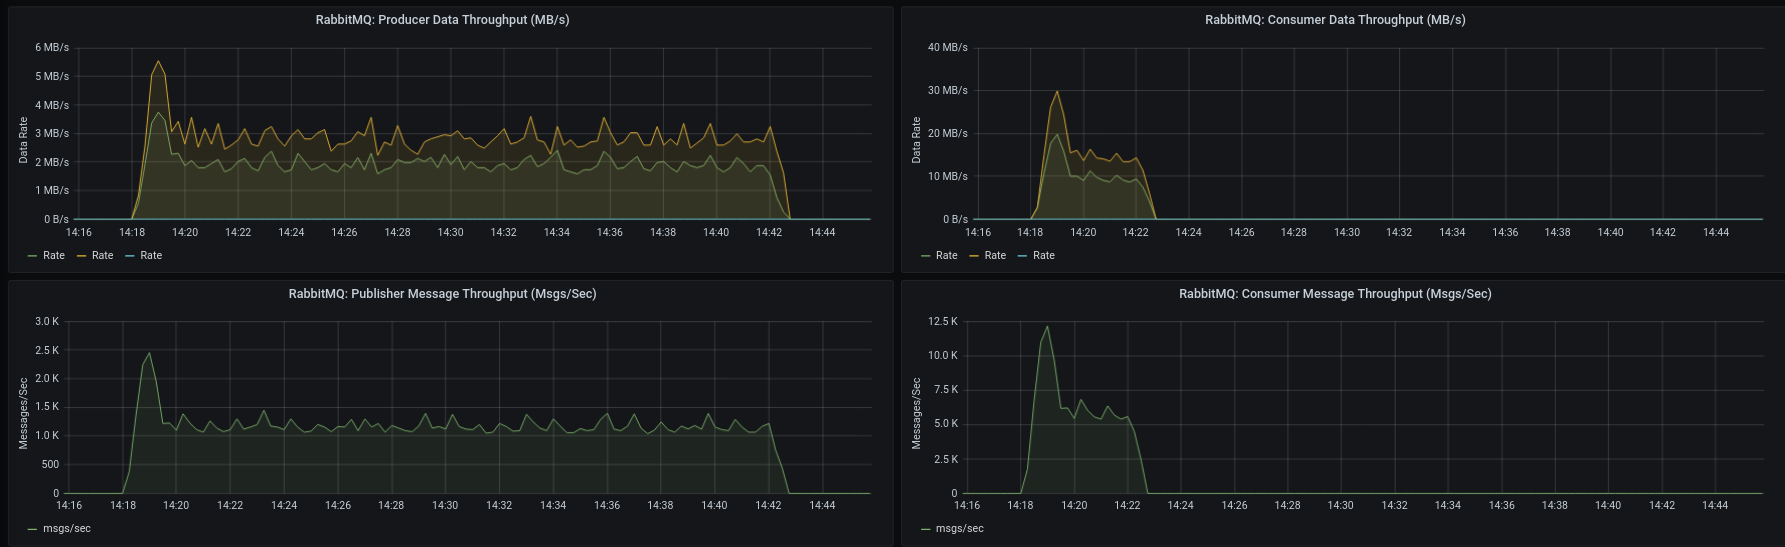 RabbitMQ: Producer Data Throughput (MB/s)
6 MB/s
5 MB/s
4 MB/s
3 MB/s
2 MB/s
1 MB/s
0 B/s
Data Rate
14:16 14:18 14:20 14:22 14:24 14:26 14:28 14:30 14:32 14:34 14:36 14:38 14:40 14:42 14:44
Rate Rate Rate
RabbitMQ: Consumer Data Throughput (MB/s)
40 MB/s
30 MB/s
20 MB/s
10 MB/s
0 B/s
Data Rate
14:16 14:18 14:20 14:22 14:24 14:26 14:28 14:30 14:32 14:34 14:36 14:38 14:40 14:42 14:44
Rate Rate Rate
RabbitMQ: Publisher Message Throughput (Msgs/Sec)
3.0 K
2.5 K
2.0 K
1.5 K
1.0 K
500
0
Messages/Sec
14:16 14:18 14:20 14:22 14:24 14:26 14:28 14:30 14:32 14:34 14:36 14:38 14:40 14:42 14:44
msgs/sec
RabbitMQ: Consumer Message Throughput (Msgs/Sec)
12.5 K
10.0 K
7.5 K
5.0 K
2.5 K
0
Messages/Sec
14:16 14:18 14:20 14:22 14:24 14:26 14:28 14:30 14:32 14:34 14:36 14:38 14:40 14:42 14:44
msgs/sec